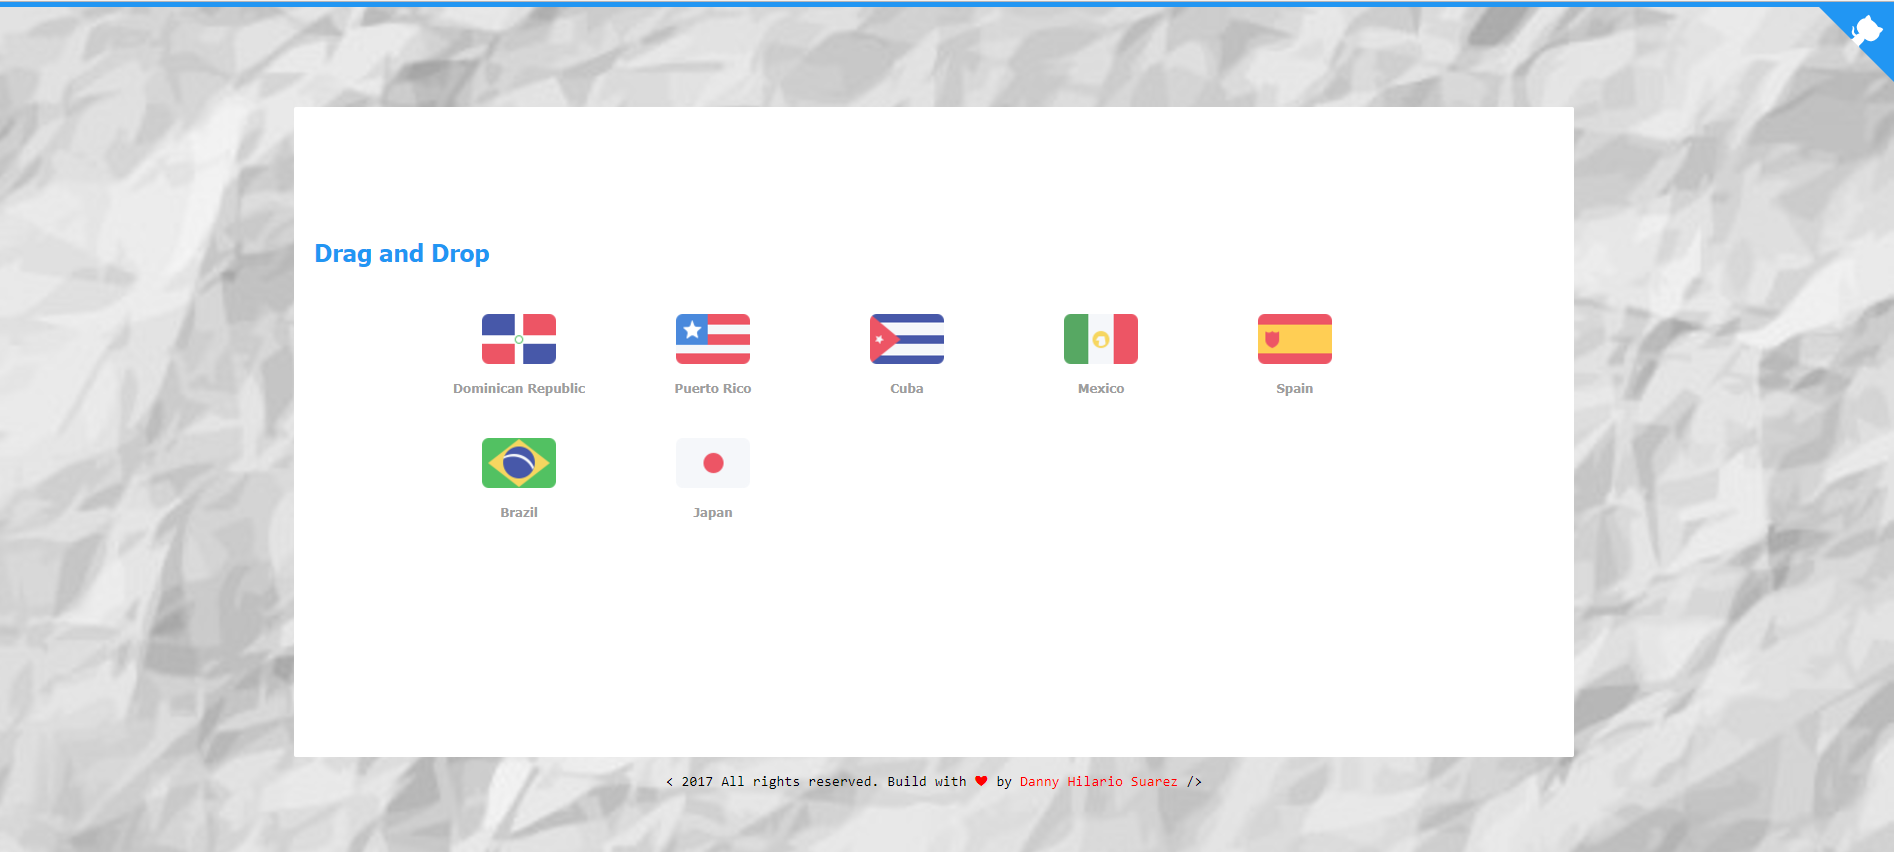 Drag and Drop
Dominican Republic
Puerto Rico
Cuba
Mexico
Spain
Brazil
Japan
< 2017 All rights reserved. Build with ❤ by Danny Hilario Suarez />